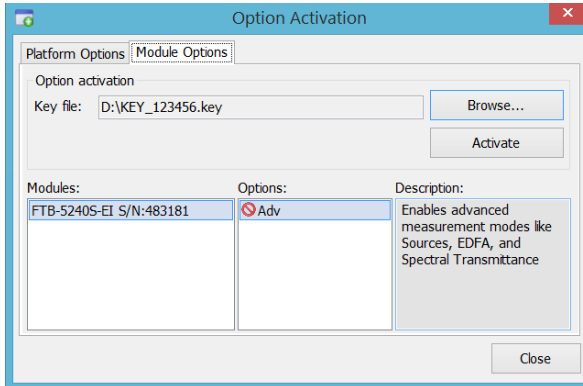 Option Activation
Platform Options
Module Options
Option activation
Key file:
D:\KEY_123456.key
Browse...
Activate
Modules:
Options:
Description:
FTB-5240S-EI S/N:483181
Adv
Enables advanced
measurement modes like
Sources, EDFA, and
Spectral Transmittance
Close